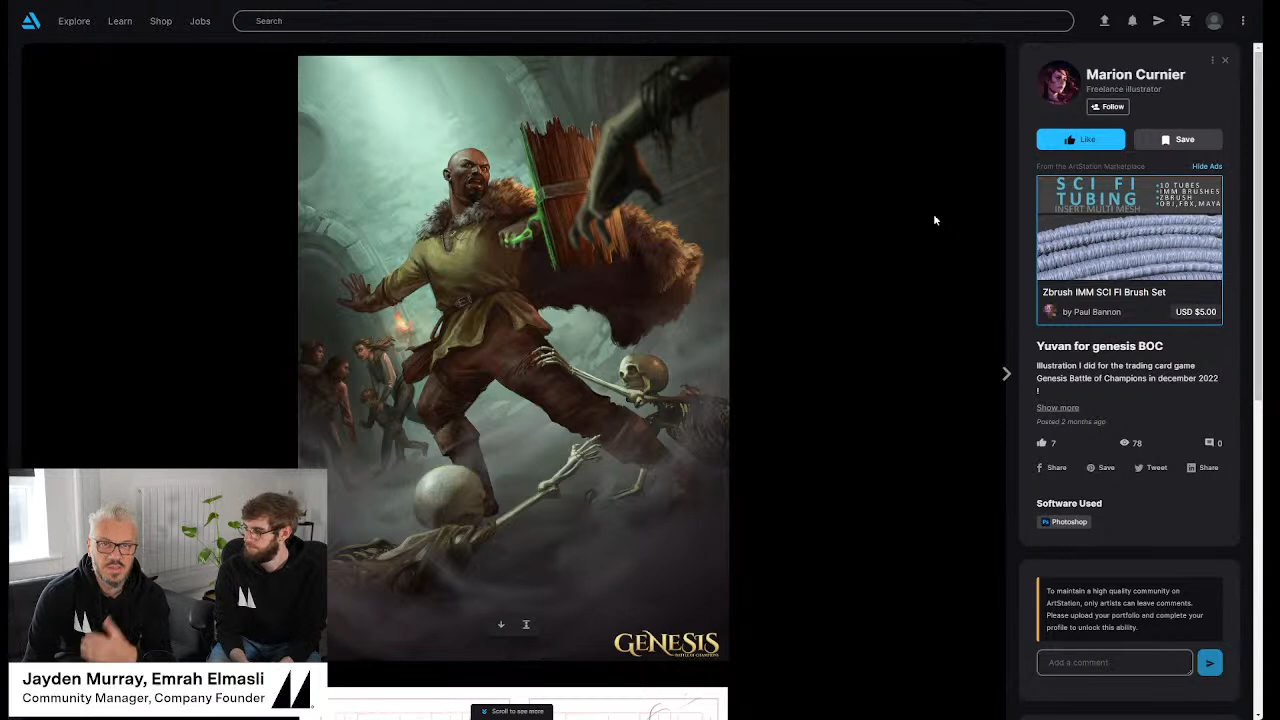 Explore
Learn
Shop
Jobs
Search
Marion Curnier
Freelance illustrator
Follow
Like
Save
From the ArtStation Marketplace
Hide Ads
SCI FI
TUBING
INSERT MULTI MESH
•10 TUBES
•IMM BRUSHES
•ZBRUSH
•OBJ, FBX, MAYA
Zbrush IMM SCI FI Brush Set
by Paul Bannon
USD $5.00
Yuvan for genesis BOC
Illustration I did for the trading card game
Genesis Battle of Champions in december 2022
!
Show more
Posted 2 months ago
7
78
0
Share
Save
Tweet
Share
Software Used
Ps Photoshop
To maintain a high quality community on
ArtStation, only artists can leave comments.
Please upload your portfolio and complete your
profile to unlock this ability.
Add a comment
GENESIS
BATTLE OF CHAMPIONS
Scroll to see more
Jayden Murray, Emrah Elmasli
Community Manager, Company Founder